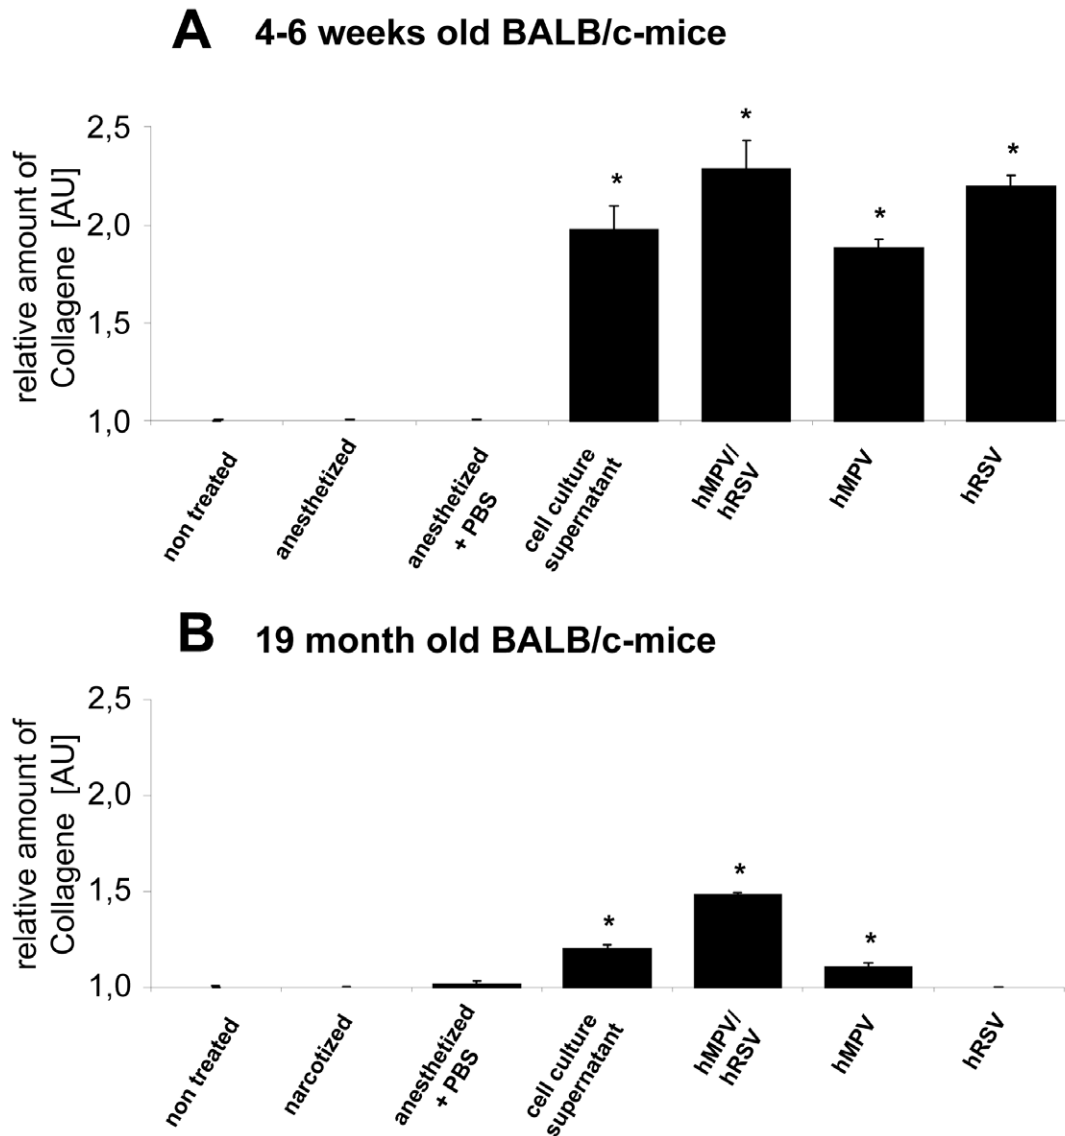 A 4-6 weeks old BALB/c-mice
relative amount of
Collagene [AU]
2,5
2,0
1,5
1,0
*
*
*
*
non treated
anesthetized
anesthetized
+ PBS
cell culture
supernatant
hMPV/
hRSV
hMPV
hRSV
B 19 month old BALB/c-mice
relative amount of
Collagene [AU]
2,5
2,0
1,5
1,0
*
*
*
non treated
narcotized
anesthetized
+ PBS
cell culture
supernatant
hMPV/
hRSV
hMPV
hRSV